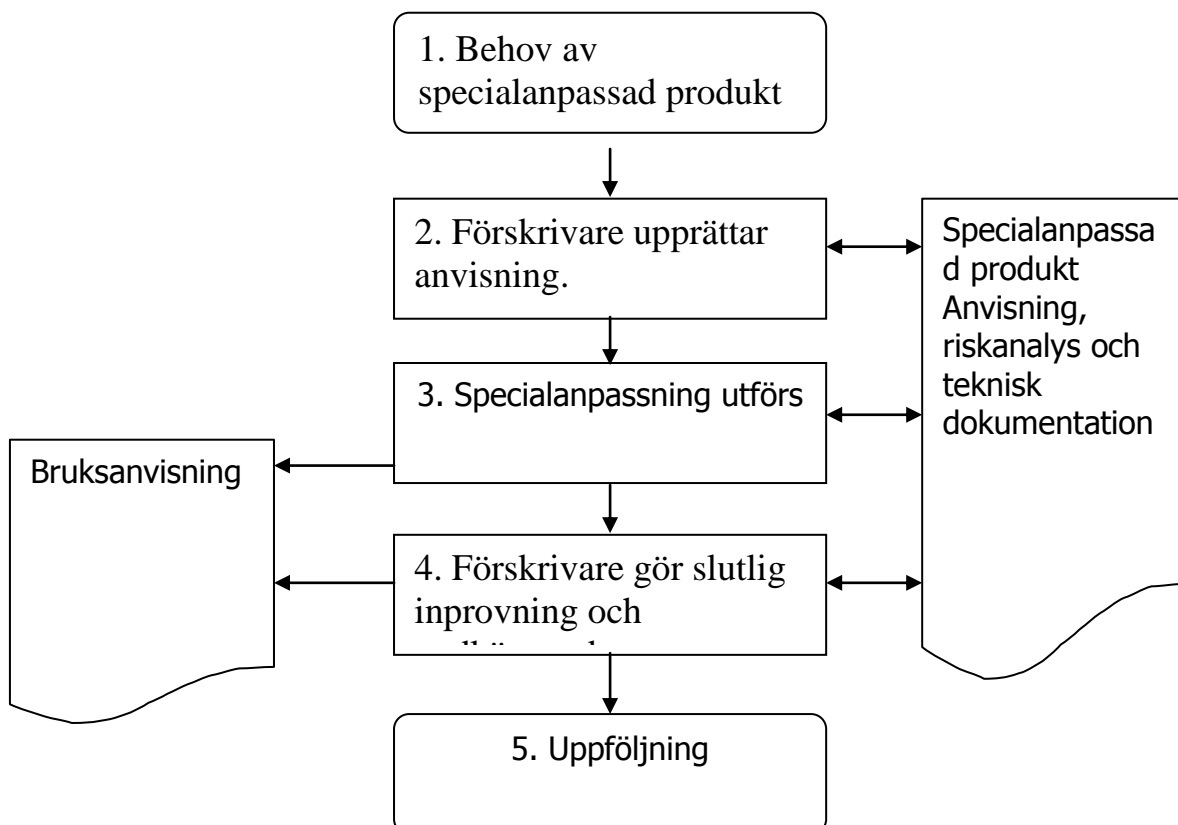 1. Behov av
specialanpassad produkt
2. Förskrivare upprättar
anvisning.
Specialanpassa
d produkt
Anvisning,
riskanalys och
teknisk
dokumentation
3. Specialanpassning utförs
Bruksanvisning
4. Förskrivare gör slutlig
inprovning och
5. Uppföljning